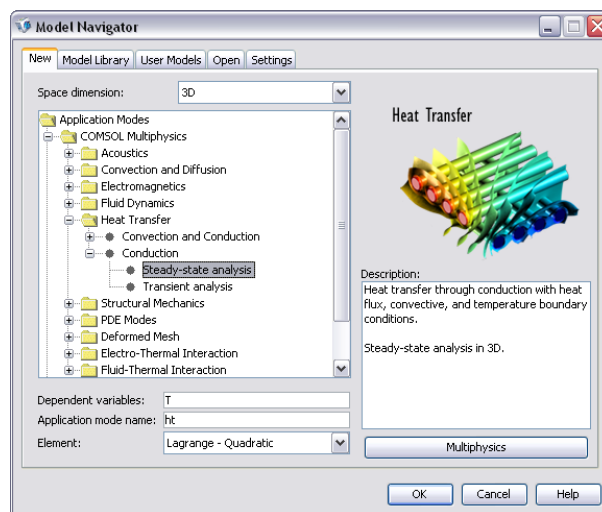 Model Navigator
New Model Library User Models Open Settings
Space dimension: 3D
Application Modes
COMSOL Multiphysics
Acoustics
Convection and Diffusion
Electromagnetics
Fluid Dynamics
Heat Transfer
Convection and Conduction
Conduction
Steady-state analysis
Transient analysis
Structural Mechanics
PDE Modes
Deformed Mesh
Electro-Thermal Interaction
Fluid-Thermal Interaction
Dependent variables: T
Application mode name: ht
Element: Lagrange - Quadratic
Heat Transfer
Description:
Heat transfer through conduction with heat
flux, convective, and temperature boundary
conditions.
Steady-state analysis in 3D.
Multiphysics
OK Cancel Help